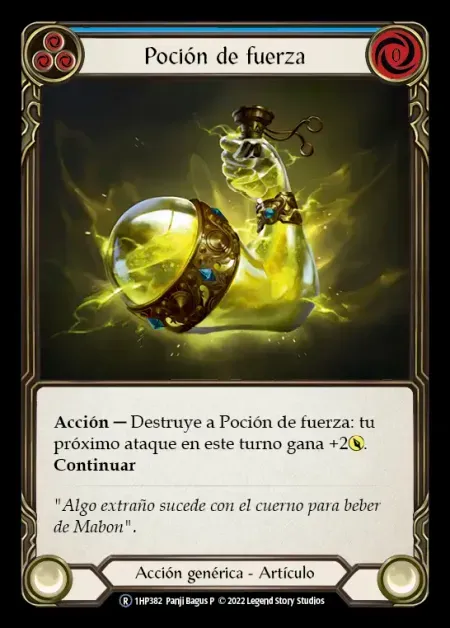 Poción de fuerza
0
Acción — Destruye a Poción de fuerza: tu
próximo ataque en este turno gana +2.
Continuar
"Algo extraño sucede con el cuerno para beber
de Mabon".
Acción genérica - Artículo
R 1HP382 Panji Bagus P © 2022 Legend Story Studios